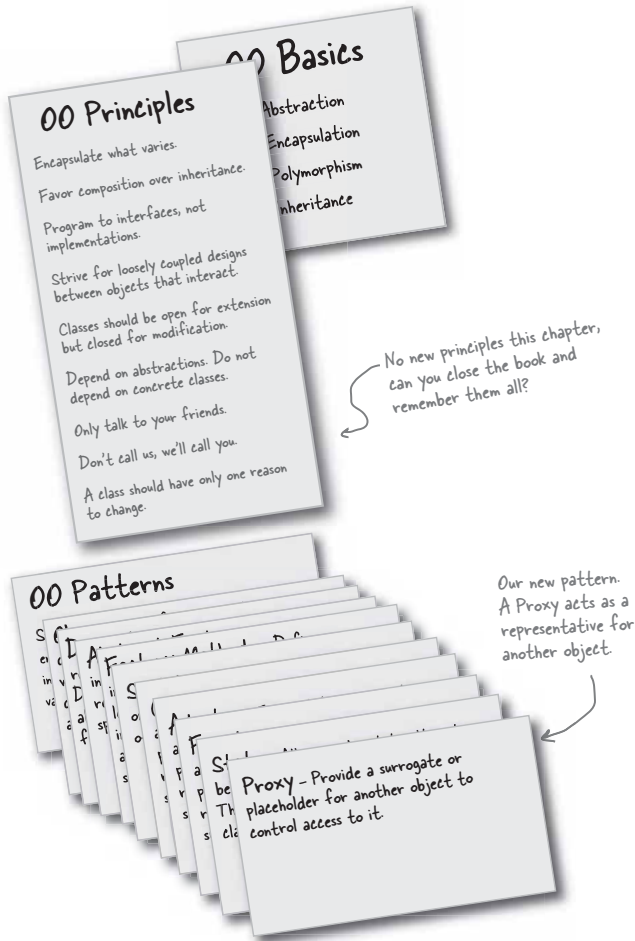 OO Basics
Abstraction
Encapsulation
Polymorphism
Inheritance
OO Principles
Encapsulate what varies.
Favor composition over inheritance.
Program to interfaces, not
implementations.
Strive for loosely coupled designs
between objects that interact.
Classes should be open for extension
but closed for modification.
Depend on abstractions. Do not
depend on concrete classes.
Only talk to your friends.
Don't call us, we'll call you.
A class should have only one reason
to change.
No new principles this chapter,
can you close the book and
remember them all?
OO Patterns
Our new pattern.
A Proxy acts as a
representative for
another object.
Proxy - Provide a surrogate or
placeholder for another object to
control access to it.